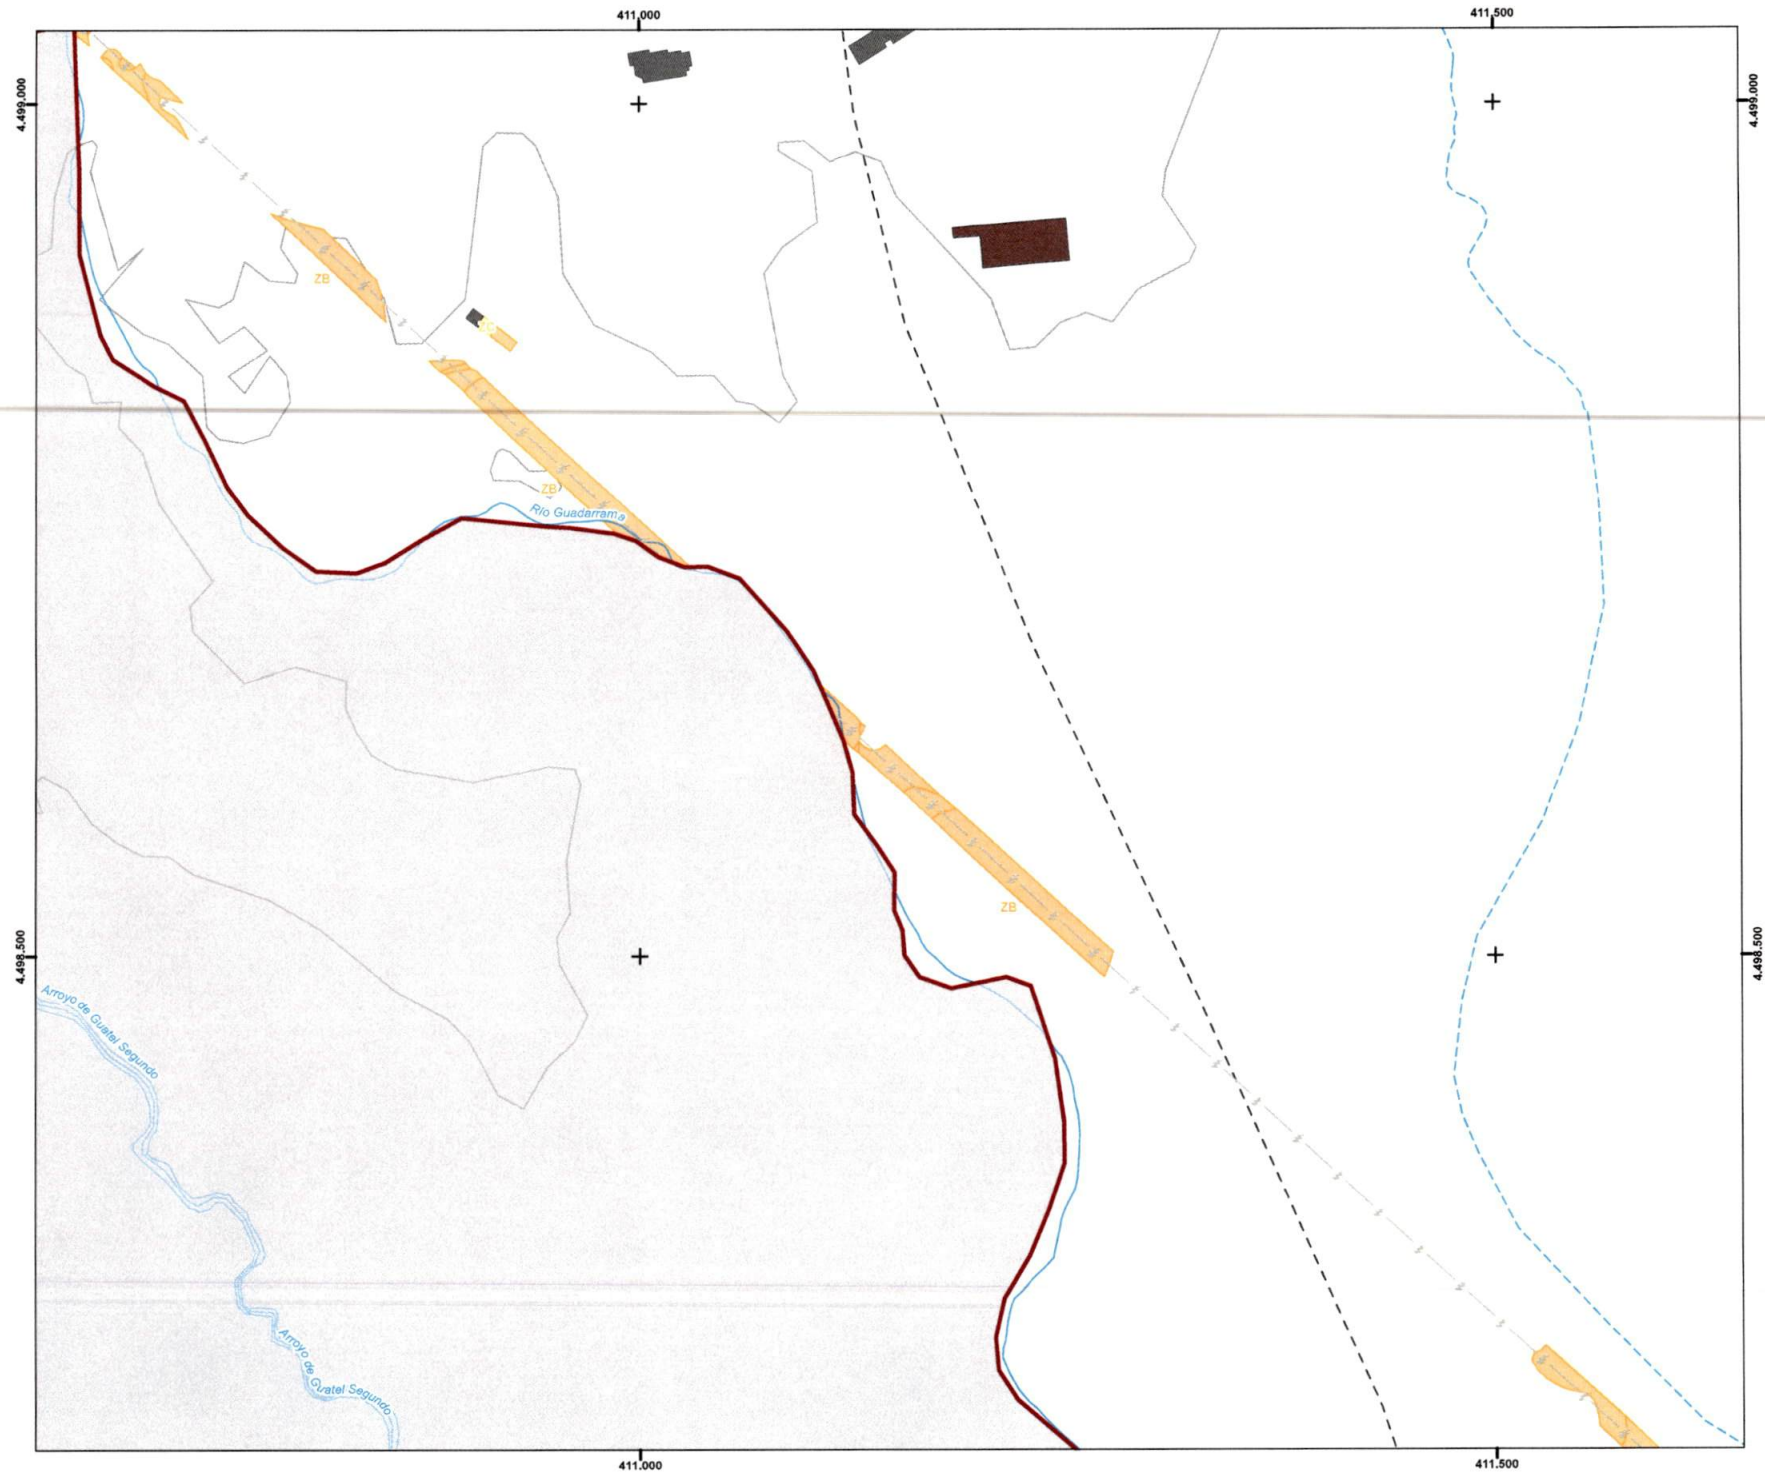 411.000
411.500
4.499.000
4.499.000
ZB
ZB
Río Guadarrama
ZB
4.498.500
4.498.500
Arroyo de Guatel Segundo
Arroyo de Guatel Segundo
411.000
411.500